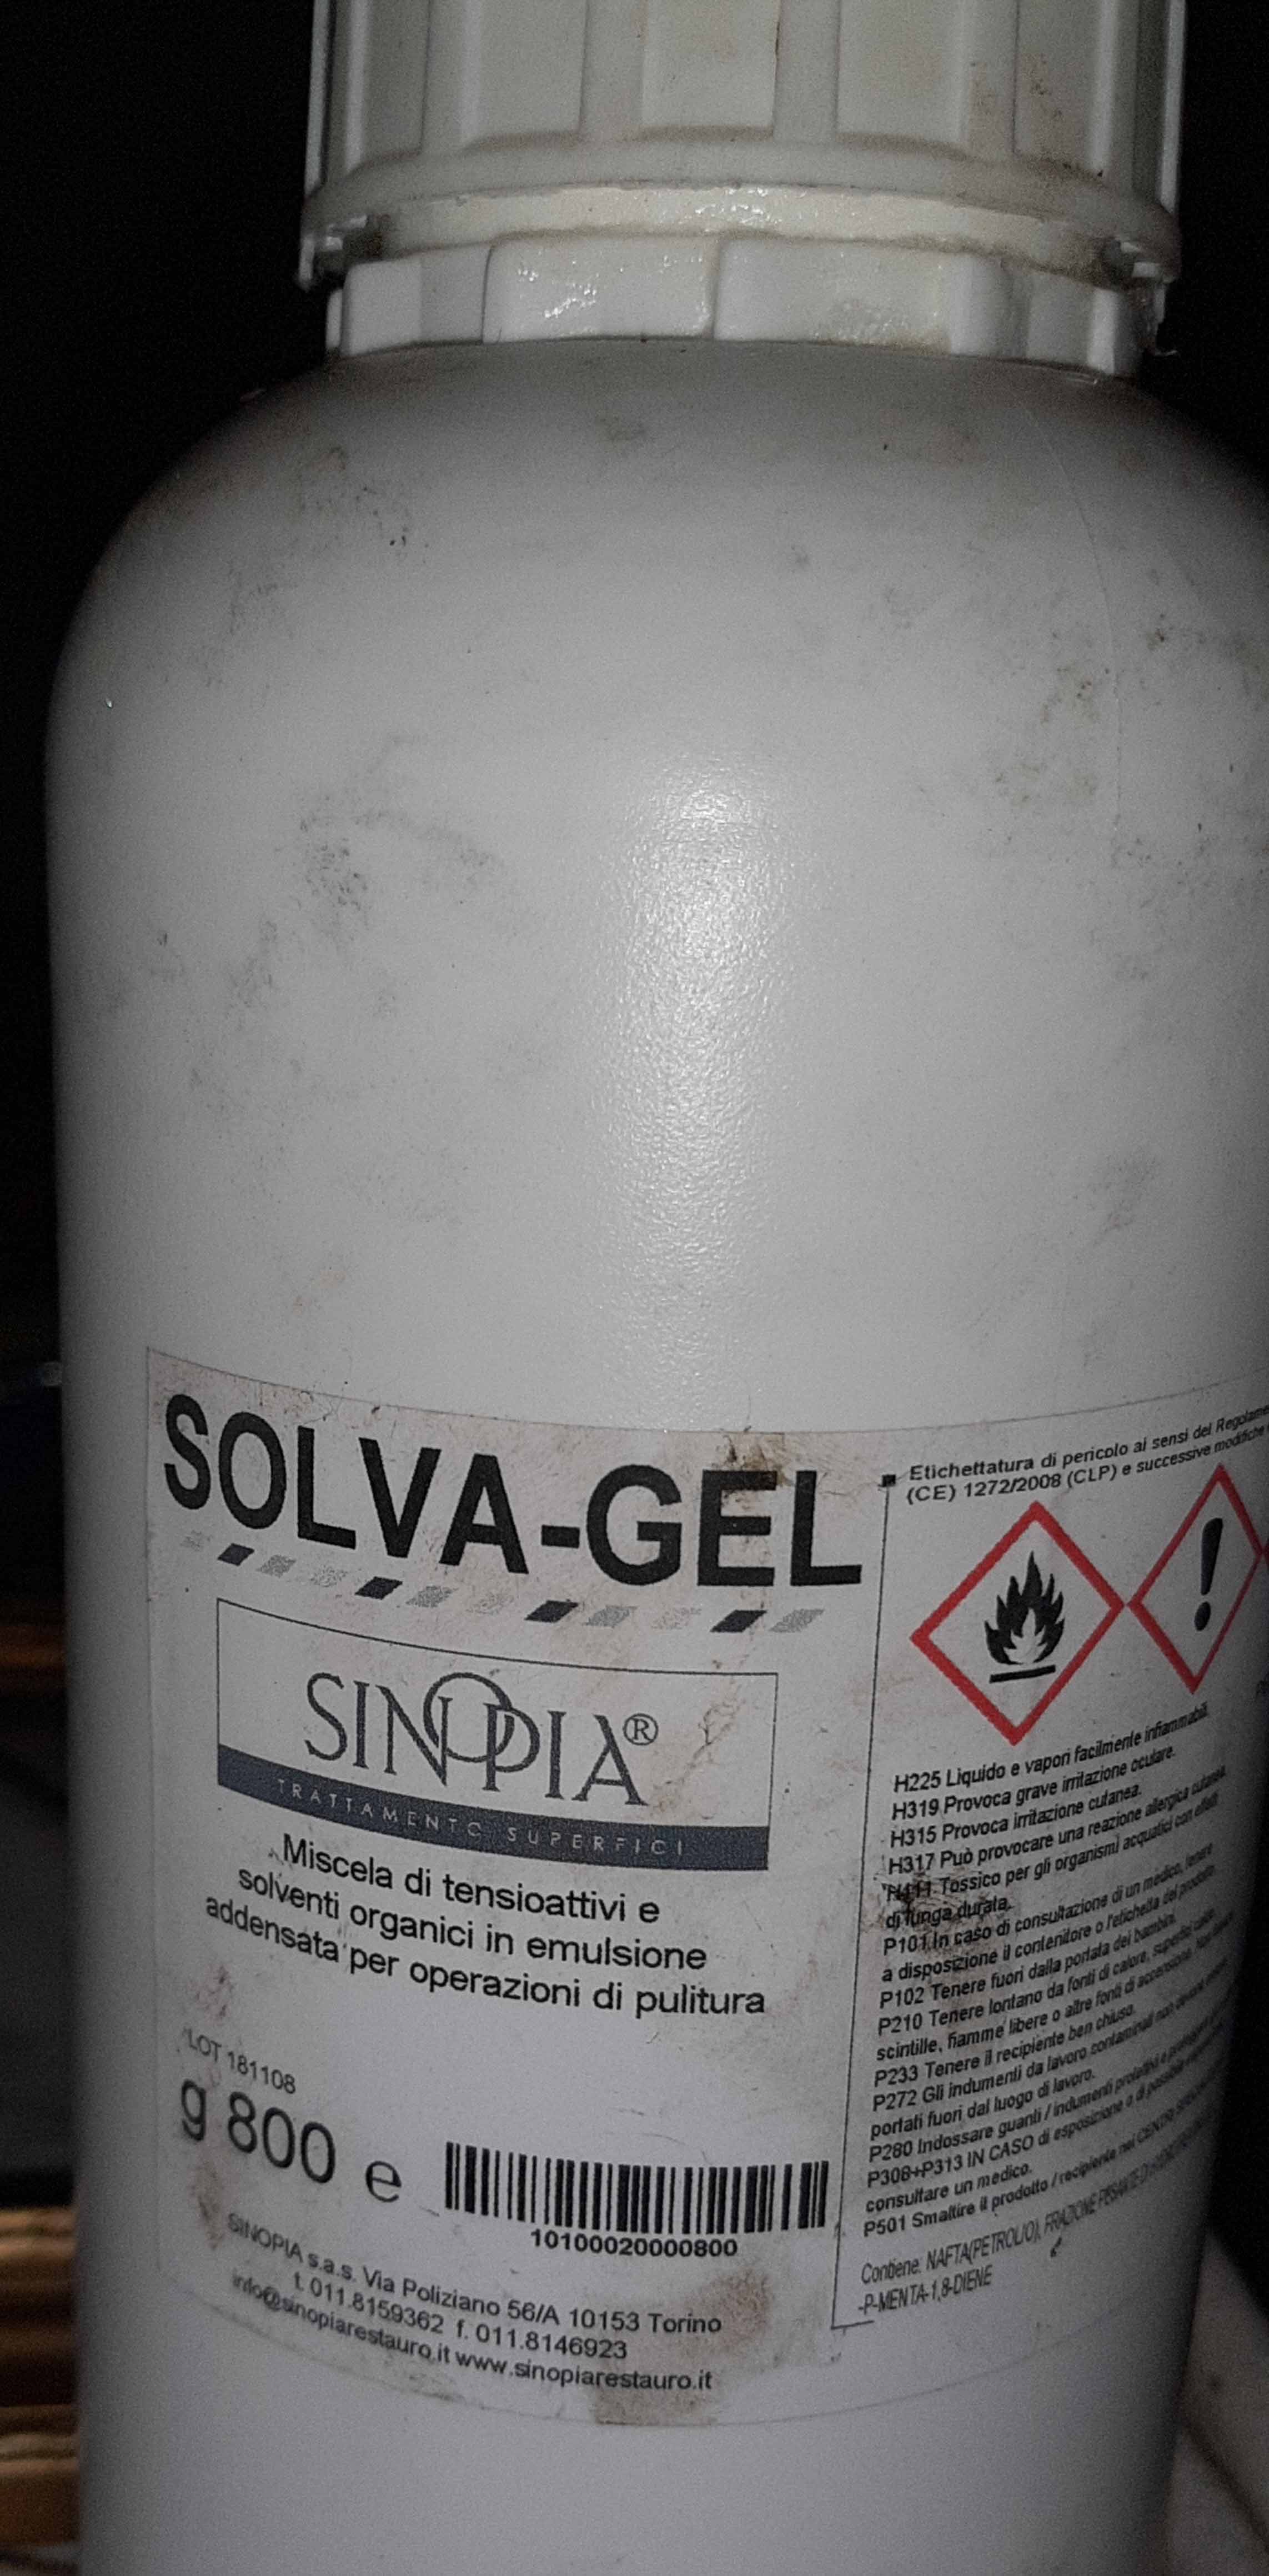 SOLVA-GEL
SINOPIA®
TRATTAMENTO SUPERFICI
Miscela di tensioattivi e
solventi organici in emulsione
addensata per operazioni di pulitura
LOT 181108
g 800 e
10100020000800
SINOPIA s.a.s. Via Poliziano 56/A 10153 Torino
t. 011.8159362 f. 011.8146923
info@sinopiarestauro.it www.sinopiarestauro.it
Etichettatura di pericolo ai sensi del
(CE) 1272/2008 (CLP) e successive modifiche
H225 Liquido e vapori facilmente infiammabili.
H319 Provoca grave irritazione oculare.
H315 Provoca irritazione cutanea.
H317 Può provocare una reazione allergica cutanea.
H411 Tossico per gli organismi acquatici con effetti
di lunga durata.
P101 In caso di consultazione di un medico, tenere
a disposizione il contenitore o l'etichetta del prodotto
P102 Tenere fuori dalla portata dei bambini.
P210 Tenere lontano da fonti di calore, superfici calde,
scintille, fiamme libere o altre fonti di accensione.
P233 Tenere il recipiente ben chiuso.
P272 Gli indumenti da lavoro contaminati non devono essere
portati fuori dal luogo di lavoro.
P280 Indossare guanti / indumenti protettivi e
P308+P313 IN CASO di esposizione o di possibile
consultare un medico.
P501 Smaltire il prodotto / recipiente nel
Contiene: NAFTA(PETROLIO), FRAZIONE PESANTE DI
-P-MENTA-1,8-DIENE